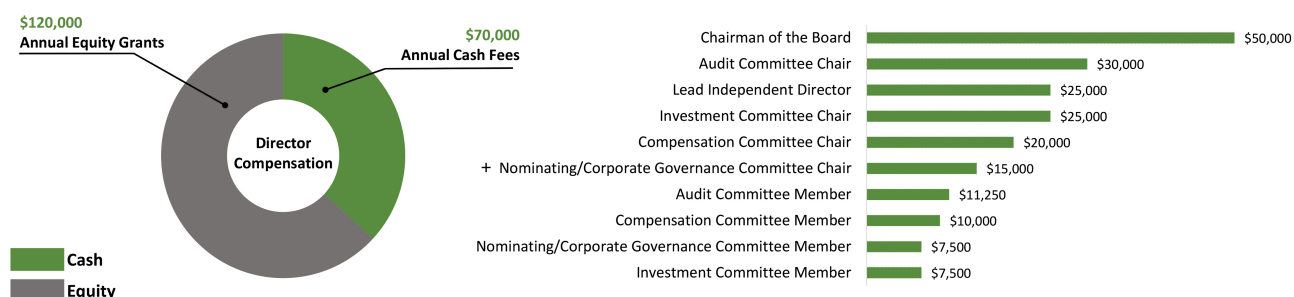 $120,000
Annual Equity Grants
$70,000
Annual Cash Fees
Director
Compensation
Cash
Equity
Chairman of the Board $50,000
Audit Committee Chair $30,000
Lead Independent Director $25,000
Investment Committee Chair $25,000
Compensation Committee Chair $20,000
+ Nominating/Corporate Governance Committee Chair $15,000
Audit Committee Member $11,250
Compensation Committee Member $10,000
Nominating/Corporate Governance Committee Member $7,500
Investment Committee Member $7,500